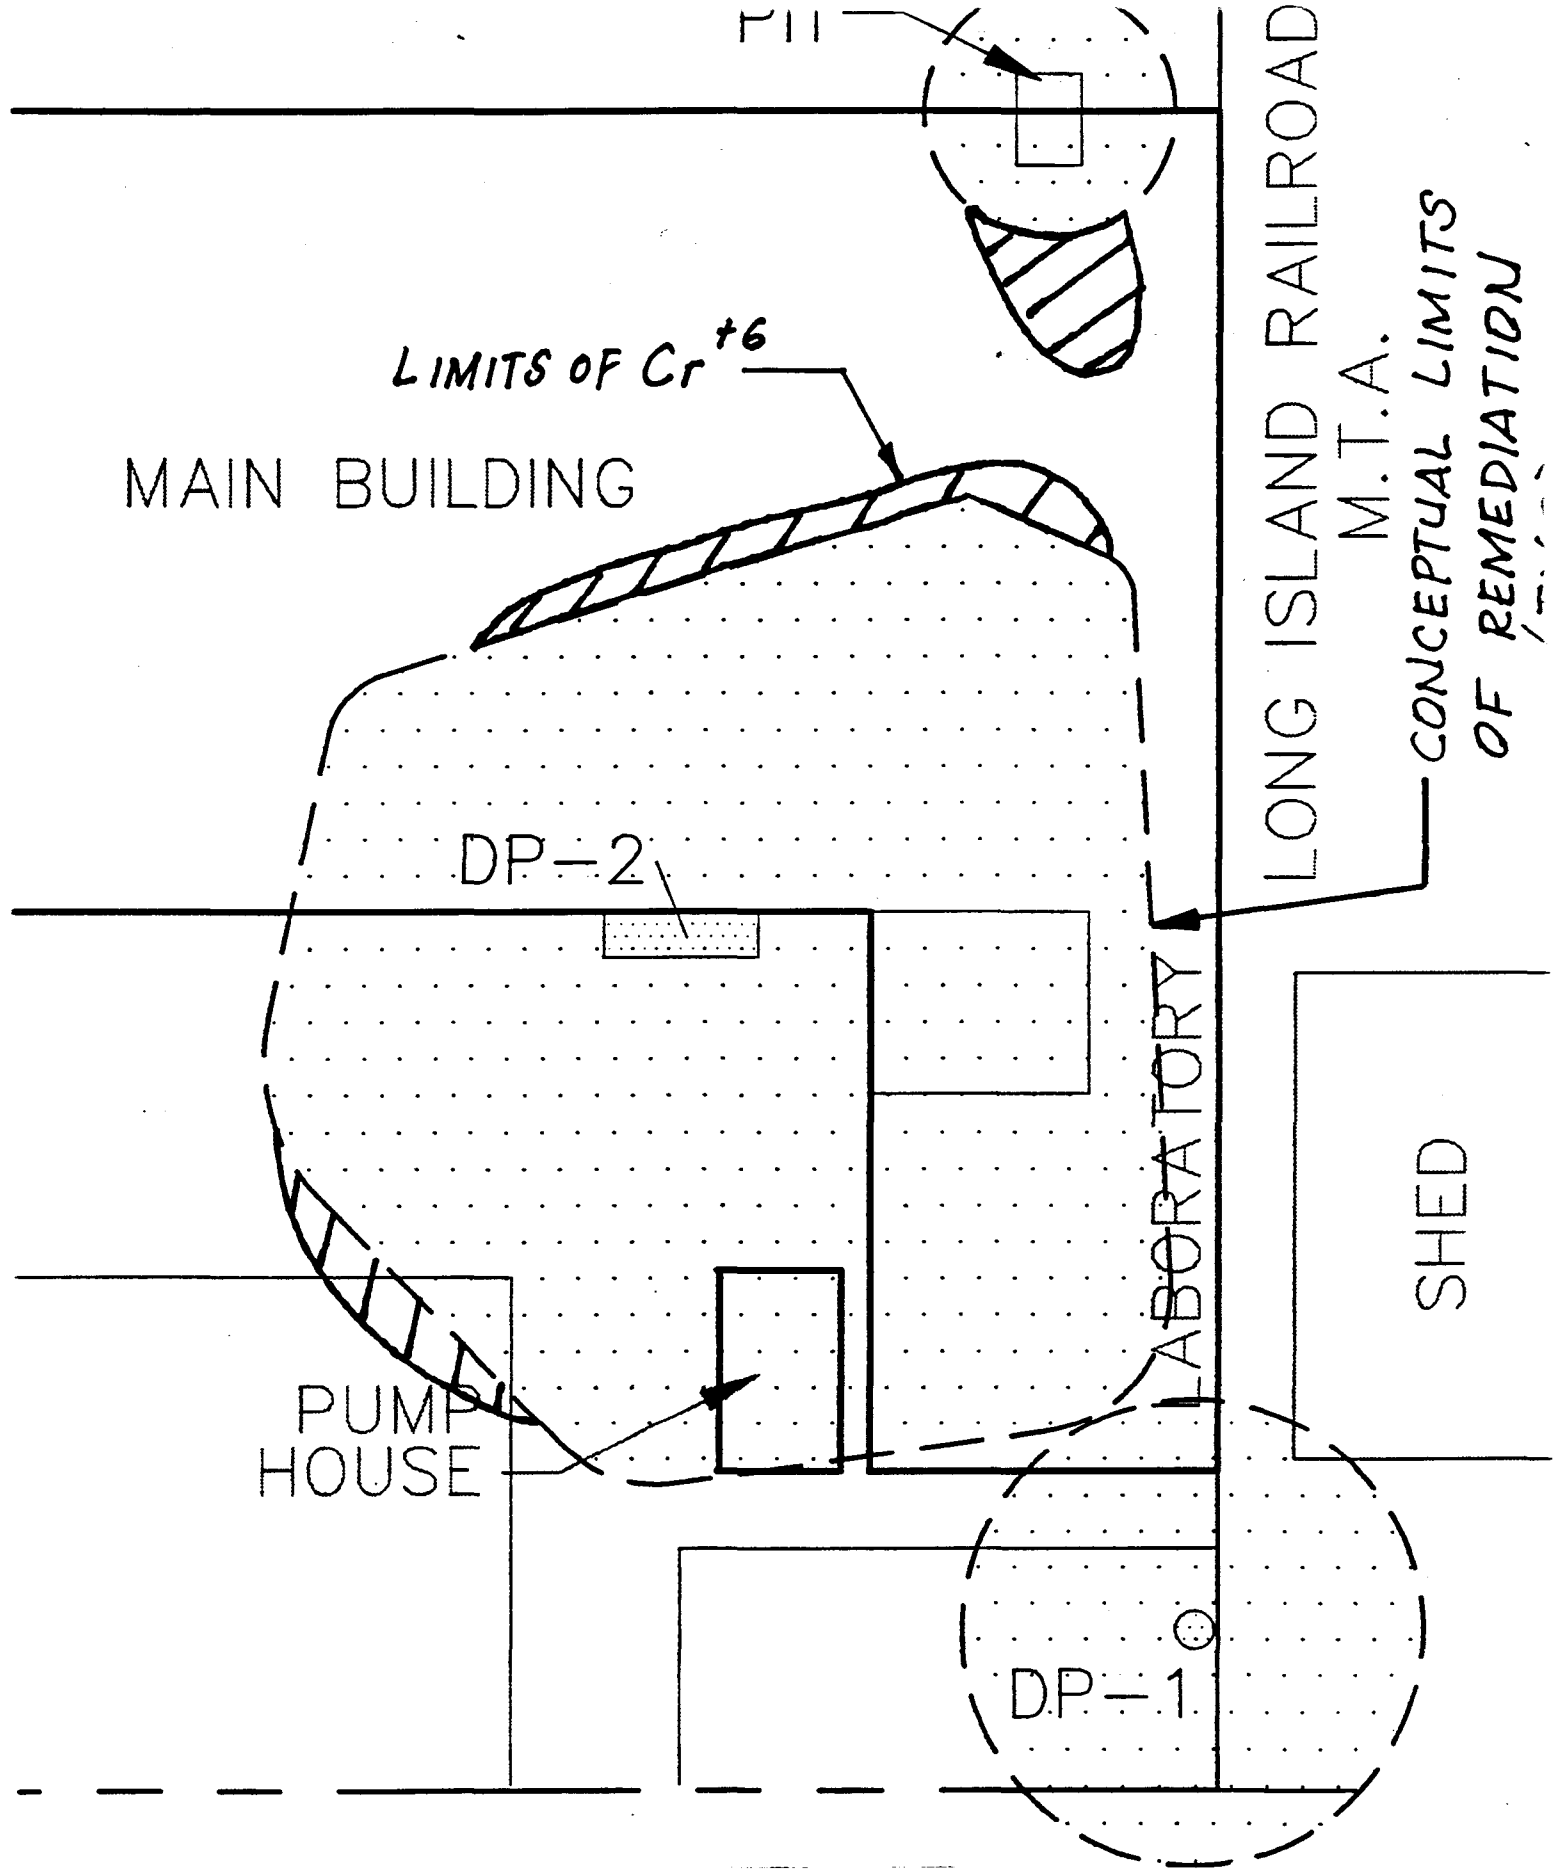 PIT
LIMITS OF Cr+6
MAIN BUILDING
LONG ISLAND RAILROAD
M.T.A.
CONCEPTUAL LIMITS
OF REMEDIATION
DP-2
LABORATORY
SHED
PUMP
HOUSE
DP-1